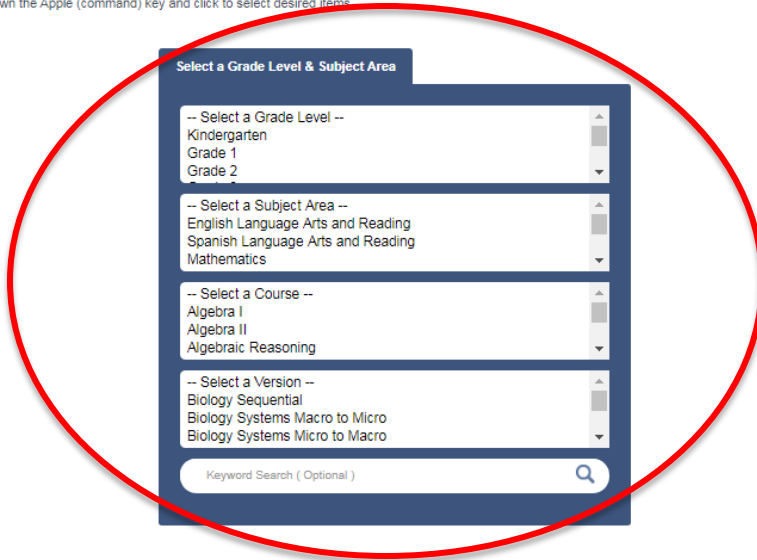 wn the Apple (command) key and click to select desired items
Select a Grade Level & Subject Area
-- Select a Grade Level --
Kindergarten
Grade 1
Grade 2
-- Select a Subject Area --
English Language Arts and Reading
Spanish Language Arts and Reading
Mathematics
-- Select a Course --
Algebra I
Algebra II
Algebraic Reasoning
-- Select a Version --
Biology Sequential
Biology Systems Macro to Micro
Biology Systems Micro to Macro
Keyword Search ( Optional )